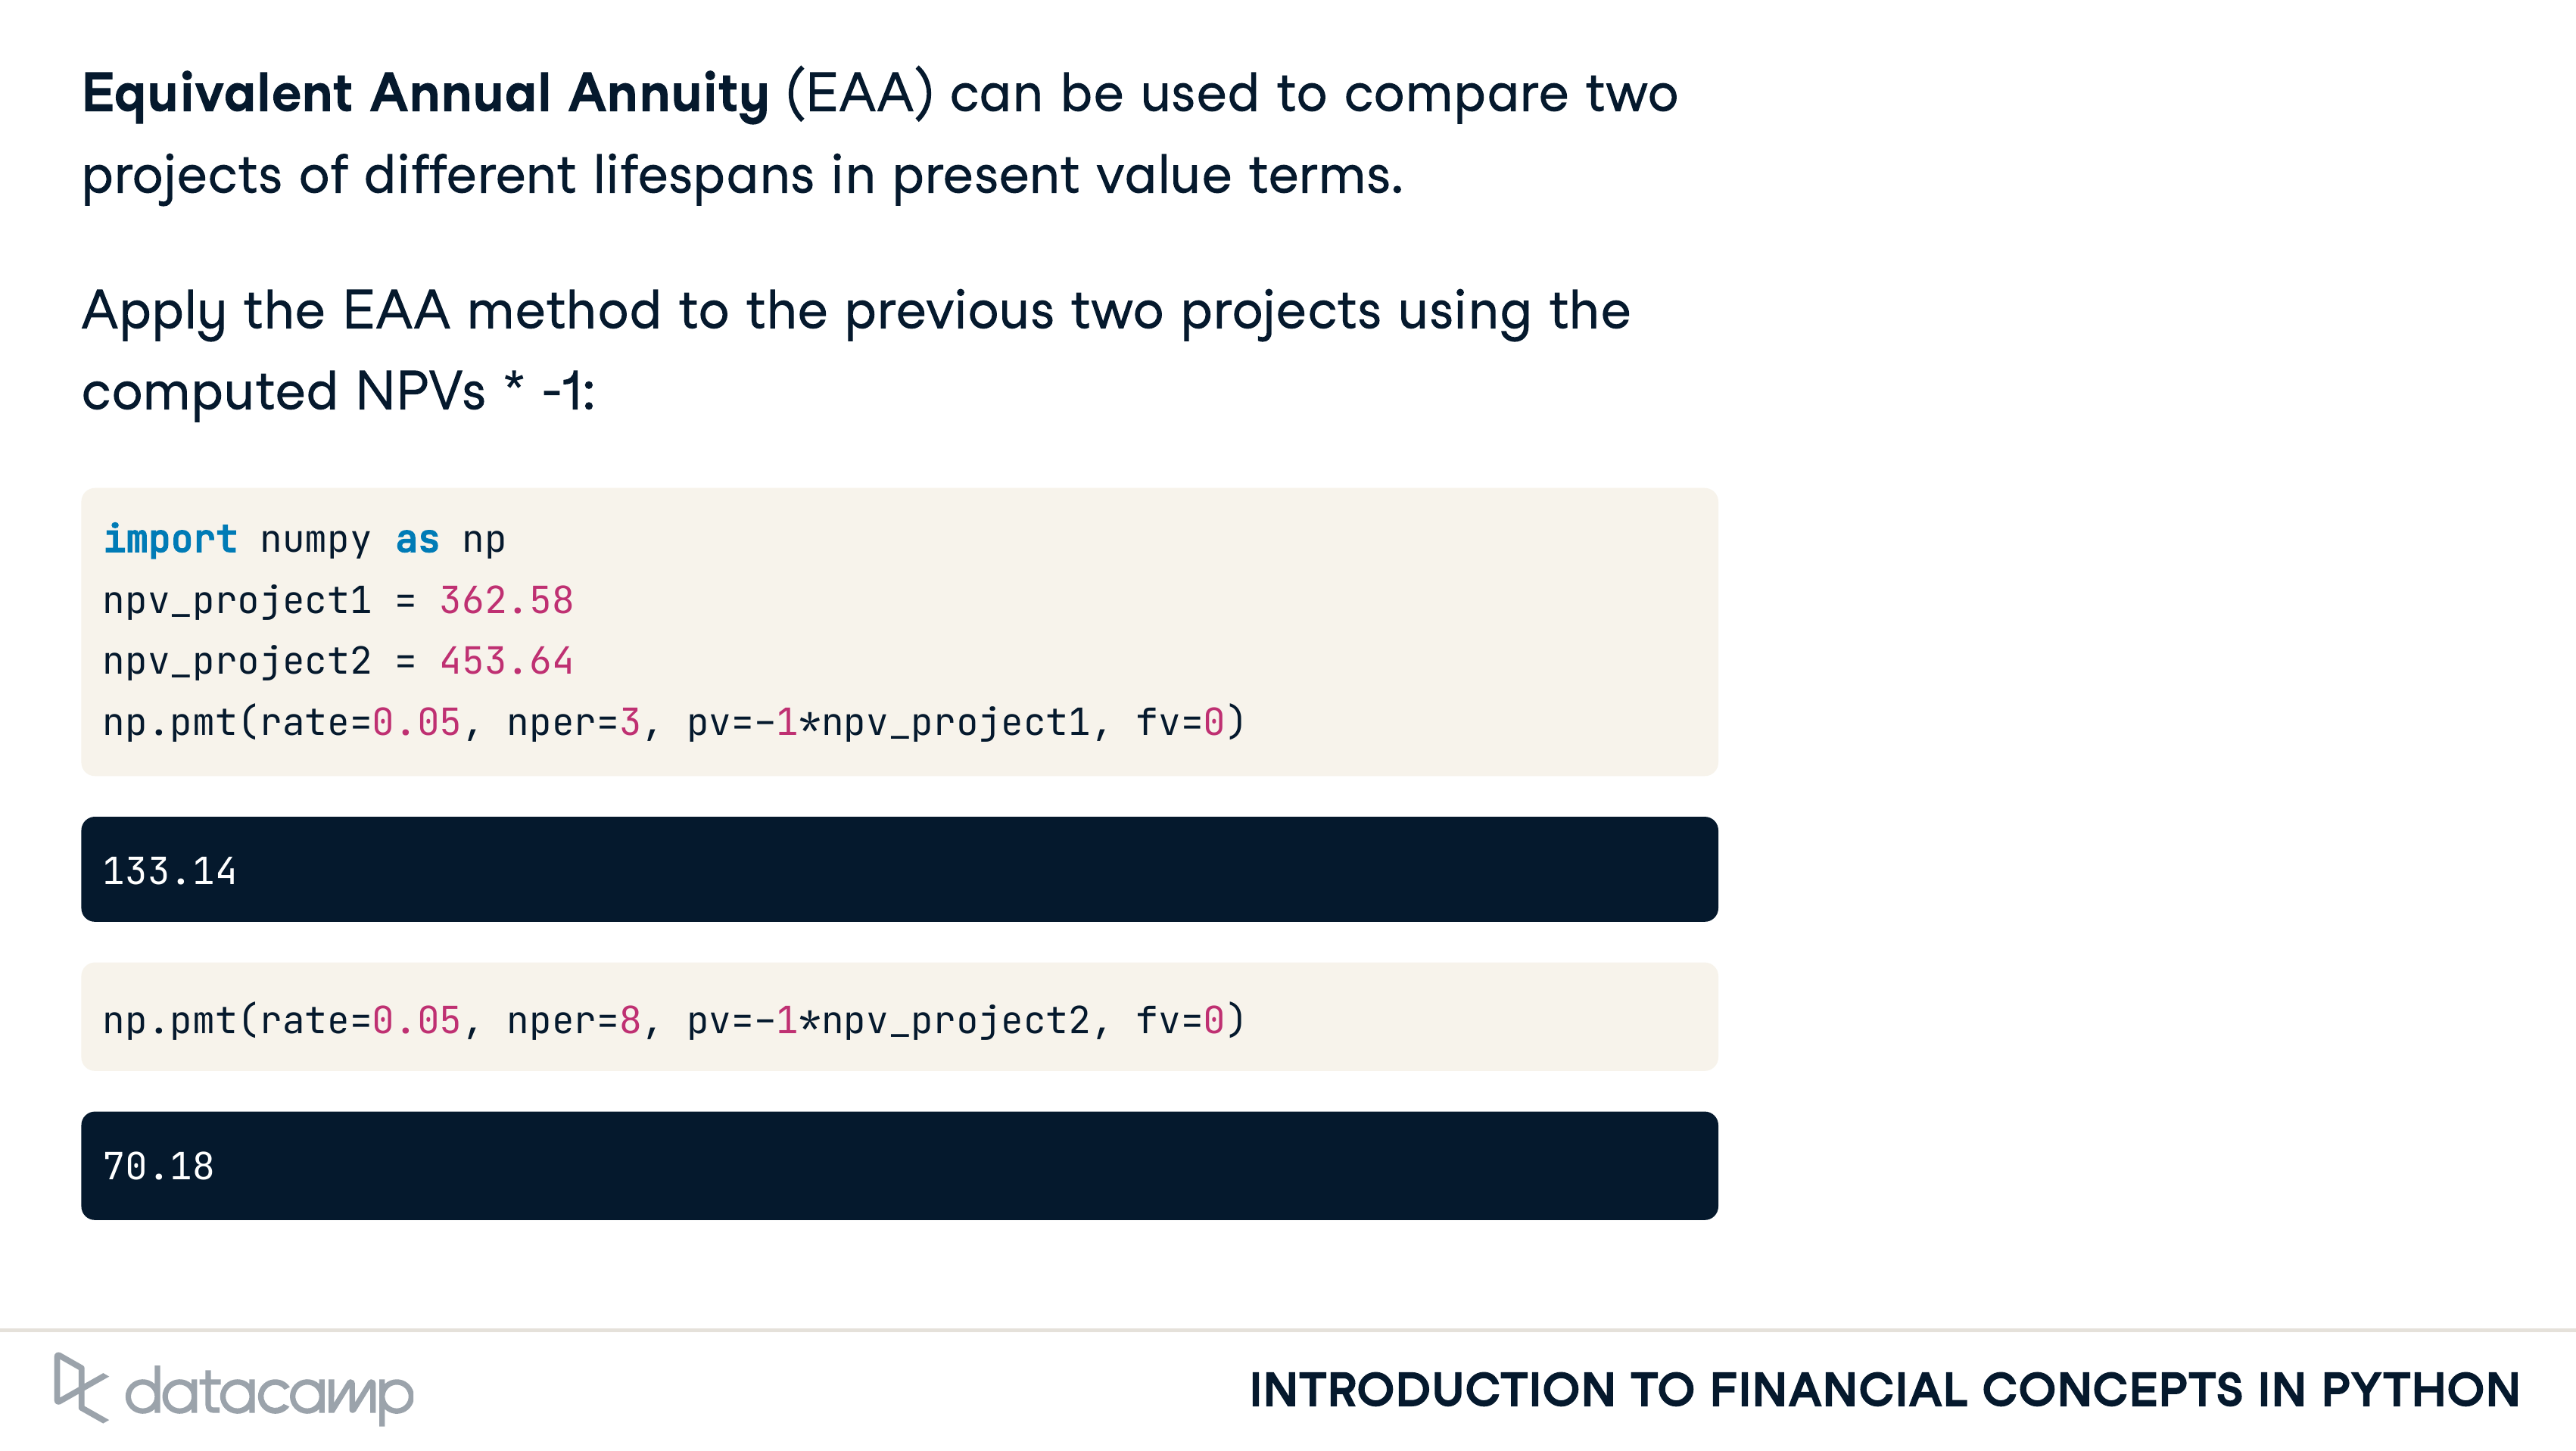 Equivalent Annual Annuity (EAA) can be used to compare two
projects of different lifespans in present value terms.
Apply the EAA method to the previous two projects using the
computed NPVs * -1:
import numpy as np
npv_project1 = 362.58
npv_project2 = 453.64
np.pmt(rate=0.05, nper=3, pv=-1*npv_project1, fv=0)
133.14
np.pmt(rate=0.05, nper=8, pv=-1*npv_project2, fv=0)
70.18
datacamp
INTRODUCTION TO FINANCIAL CONCEPTS IN PYTHON